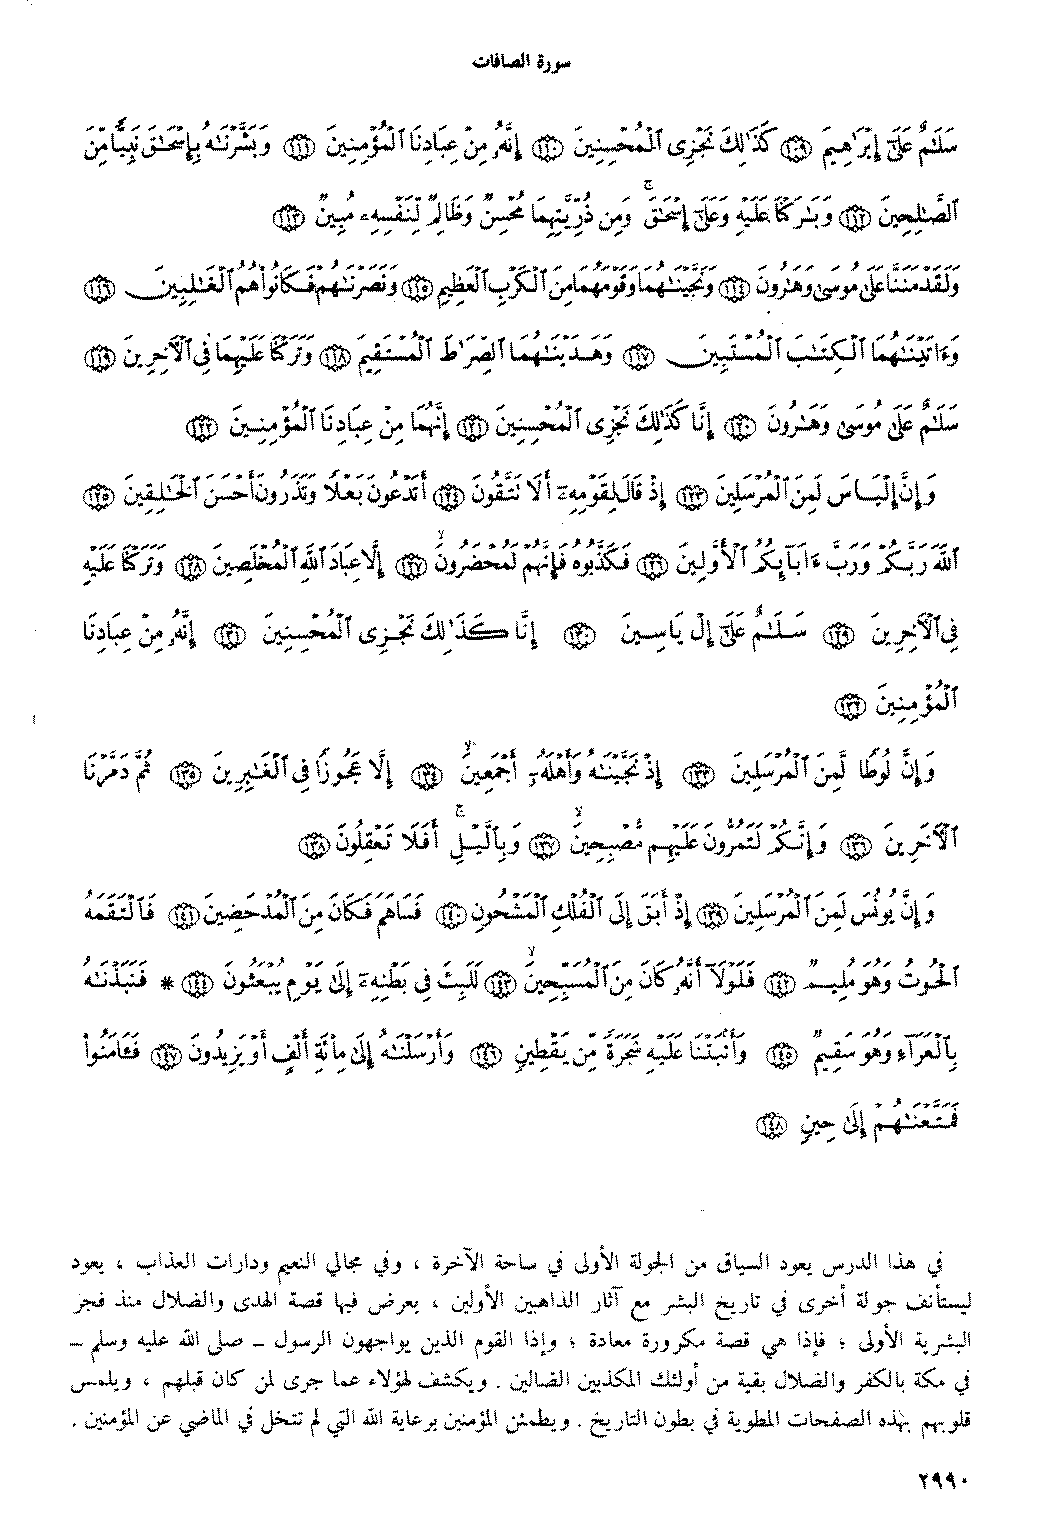 سورة الصافات
سَلَٰمٌ عَلَىٰٓ إِبْرَٰهِيمَ ١٠٩ كَذَٰلِكَ نَجْزِى ٱلْمُحْسِنِينَ ١١٠ إِنَّهُۥ مِنْ عِبَادِنَا ٱلْمُؤْمِنِينَ ١١١ وَبَشَّرْنَٰهُ بِإِسْحَٰقَ نَبِيًّا مِّنَ
ٱلصَّٰلِحِينَ ١١٢ وَبَٰرَكْنَا عَلَيْهِ وَعَلَىٰٓ إِسْحَٰقَ ۚ وَمِن ذُرِّيَّتِهِمَا مُحْسِنٌ وَظَالِمٌ لِّنَفْسِهِۦ مُبِينٌ ١١٣
وَلَقَدْ مَنَنَّا عَلَىٰ مُوسَىٰ وَهَٰرُونَ ١١٤ وَنَجَّيْنَٰهُمَا وَقَوْمَهُمَا مِنَ ٱلْكَرْبِ ٱلْعَظِيمِ ١١٥ وَنَصَرْنَٰهُمْ فَكَانُوا۟ هُمُ ٱلْغَٰلِبِينَ ١١٦
وَءَاتَيْنَٰهُمَا ٱلْكِتَٰبَ ٱلْمُسْتَبِينَ ١١٧ وَهَدَيْنَٰهُمَا ٱلصِّرَٰطَ ٱلْمُسْتَقِيمَ ١١٨ وَتَرَكْنَا عَلَيْهِمَا فِى ٱلْءَاخِرِينَ ١١٩
سَلَٰمٌ عَلَىٰ مُوسَىٰ وَهَٰرُونَ ١٢٠ إِنَّا كَذَٰلِكَ نَجْزِى ٱلْمُحْسِنِينَ ١٢١ إِنَّهُمَا مِنْ عِبَادِنَا ٱلْمُؤْمِنِينَ ١٢٢
وَإِنَّ إِلْيَاسَ لَمِنَ ٱلْمُرْسَلِينَ ١٢٣ إِذْ قَالَ لِقَوْمِهِۦٓ أَلَا تَتَّقُونَ ١٢٤ أَتَدْعُونَ بَعْلًا وَتَذَرُونَ أَحْسَنَ ٱلْخَٰلِقِينَ ١٢٥
ٱللَّهَ رَبَّكُمْ وَرَبَّ ءَابَآئِكُمُ ٱلْأَوَّلِينَ ١٢٦ فَكَذَّبُوهُ فَإِنَّهُمْ لَمُحْضَرُونَ ۙ ١٢٧ إِلَّا عِبَادَ ٱللَّهِ ٱلْمُخْلَصِينَ ١٢٨ وَتَرَكْنَا عَلَيْهِ
فِى ٱلْءَاخِرِينَ ١٢٩ سَلَٰمٌ عَلَىٰٓ إِلْ يَاسِينَ ١٣٠ إِنَّا كَذَٰلِكَ نَجْزِى ٱلْمُحْسِنِينَ ١٣١ إِنَّهُۥ مِنْ عِبَادِنَا
ٱلْمُؤْمِنِينَ ١٣٢
وَإِنَّ لُوطًا لَّمِنَ ٱلْمُرْسَلِينَ ١٣٣ إِذْ نَجَّيْنَٰهُ وَأَهْلَهُۥٓ أَجْمَعِينَ ۙ ١٣٤ إِلَّا عَجُوزًا فِى ٱلْغَٰبِرِينَ ١٣٥ ثُمَّ دَمَّرْنَا
ٱلْءَاخَرِينَ ١٣٦ وَإِنَّكُمْ لَتَمُرُّونَ عَلَيْهِم مُّصْبِحِينَ ۙ ١٣٧ وَبِٱلَّيْلِ ۗ أَفَلَا تَعْقِلُونَ ١٣٨
وَإِنَّ يُونُسَ لَمِنَ ٱلْمُرْسَلِينَ ١٣٩ إِذْ أَبَقَ إِلَى ٱلْفُلْكِ ٱلْمَشْحُونِ ١٤٠ فَسَاهَمَ فَكَانَ مِنَ ٱلْمُدْحَضِينَ ١٤١ فَٱلْتَقَمَهُ
ٱلْحُوتُ وَهُوَ مُلِيمٌ ١٤٢ فَلَوْلَآ أَنَّهُۥ كَانَ مِنَ ٱلْمُسَبِّحِينَ ۙ ١٤٣ لَلَبِثَ فِى بَطْنِهِۦٓ إِلَىٰ يَوْمِ يُبْعَثُونَ ١٤٤ * فَنَبَذْنَٰهُ
بِٱلْعَرَآءِ وَهُوَ سَقِيمٌ ١٤٥ وَأَنۢبَتْنَا عَلَيْهِ شَجَرَةً مِّن يَقْطِينٍ ١٤٦ وَأَرْسَلْنَٰهُ إِلَىٰ مِا۟ئَةِ أَلْفٍ أَوْ يَزِيدُونَ ١٤٧ فَـَٔامَنُوا۟
فَمَتَّعْنَٰهُمْ إِلَىٰ حِينٍ ١٤٨
في هذا الدرس يعود السياق من الجولة الأولى في ساحة الآخرة ، وفي مجالي النعيم ودارات العذاب ، يعود
ليستأنف جولة أخرى في تاريخ البشر مع آثار الذاهبين الأولين ، يعرض فيها قصة الهدى والضلال منذ فجر
البشرية الأولى ؛ فإذا هي قصة مكرورة معادة ؛ وإذا القوم الذين يواجهون الرسول – صلى الله عليه وسلم –
في مكة بالكفر والضلال بقية من أولئك المكذبين الضالين . ويكشف لهؤلاء عما جرى لمن كان قبلهم ، ويلمس
قلوبهم بهذه الصفحات المطوية في بطون التاريخ . ويطمئن المؤمنين برعاية الله التي لم تتخل في الماضي عن المؤمنين .
٢٩٩٠